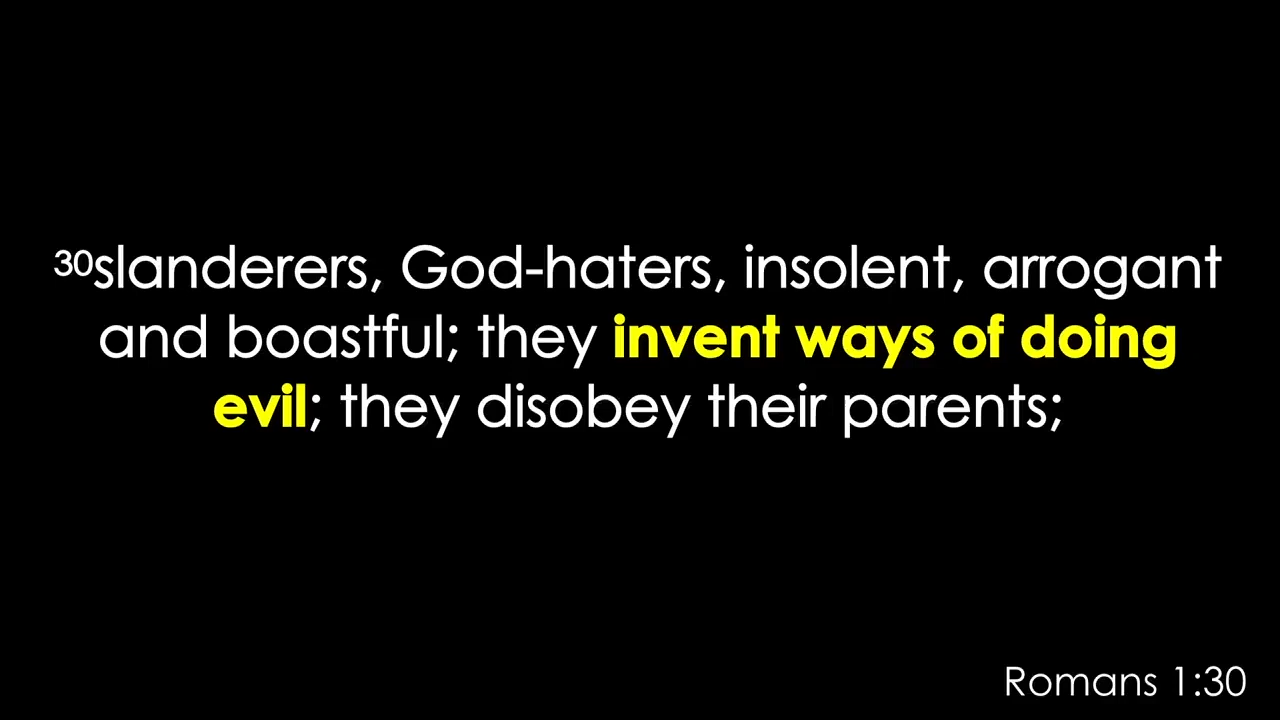 30slanderers, God-haters, insolent, arrogant
and boastful; they invent ways of doing
evil; they disobey their parents;
Romans 1:30